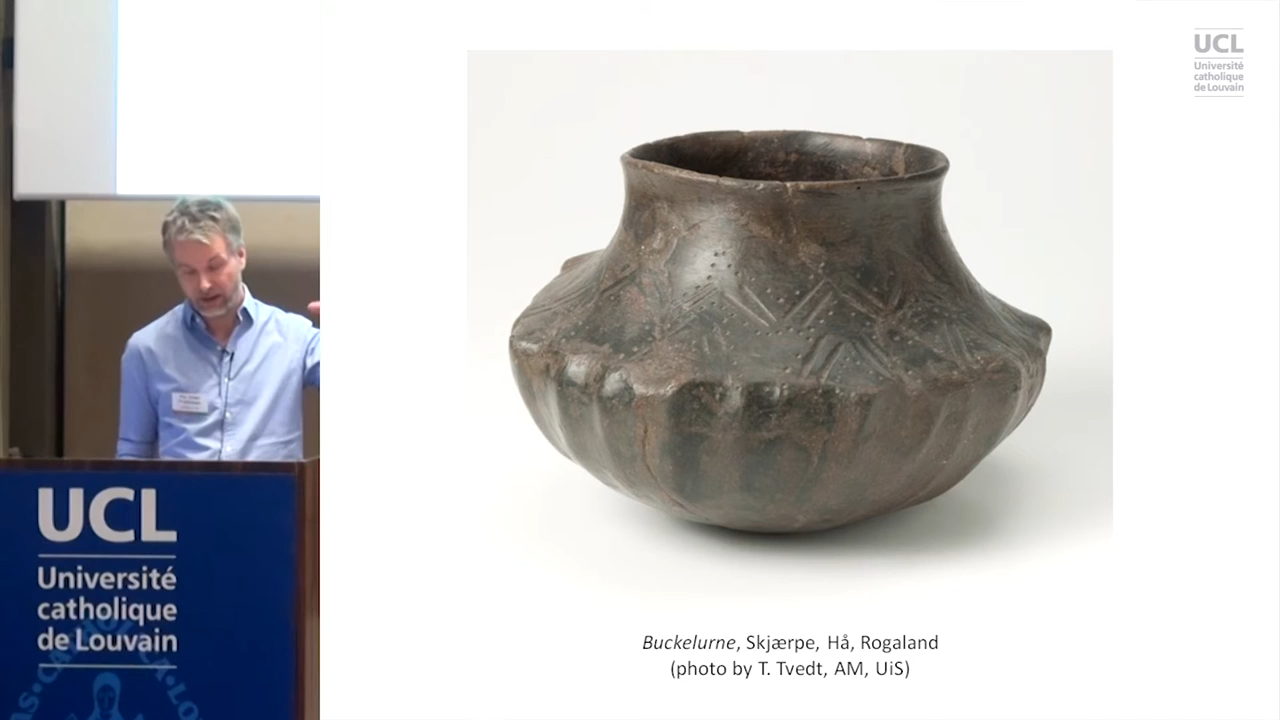 UCL
Université
catholique
de Louvain
Buckelurne, Skjærpe, Hå, Rogaland
(photo by T. Tvedt, AM, UiS)
UCL
Université
catholique
de Louvain